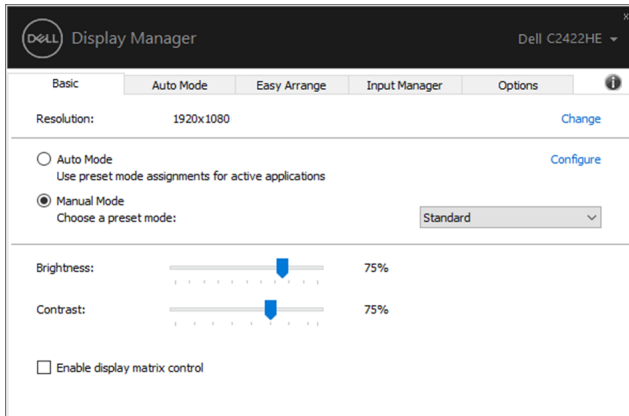 DELL Display Manager Dell C2422HE
Basic Auto Mode Easy Arrange Input Manager Options
Resolution: 1920x1080 Change
Auto Mode Configure
Use preset mode assignments for active applications
Manual Mode
Choose a preset mode: Standard
Brightness: 75%
Contrast: 75%
Enable display matrix control